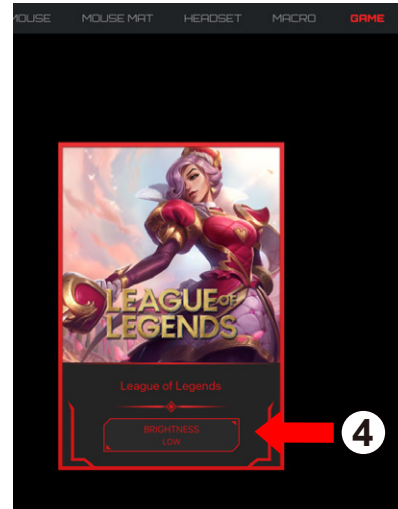 MOUSE MOUSE MAT HEADSET MACRO GAME
LEAGUE OF
LEGENDS
League of Legends
BRIGHTNESS
LOW
4